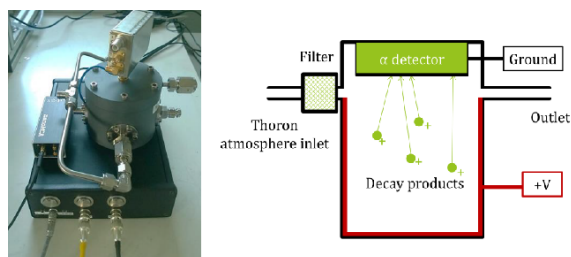 Filter
α detector
Ground
Thoron
atmosphere inlet
Outlet
Decay products
+V
+
+
+
+